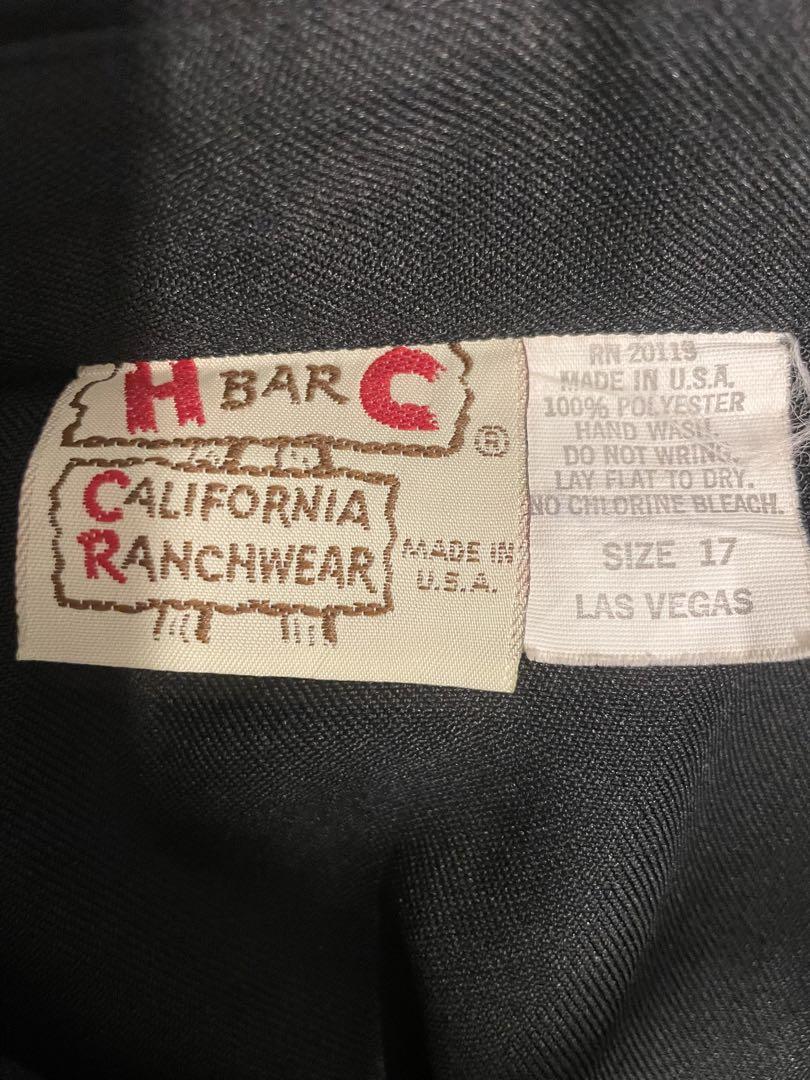 H BAR C
®
CALIFORNIA
RANCHWEAR
MADE IN
U.S.A.
RN 20119
MADE IN U.S.A.
100% POLYESTER
HAND WASH.
DO NOT WRING.
LAY FLAT TO DRY.
NO CHLORINE BLEACH.
SIZE 17
LAS VEGAS